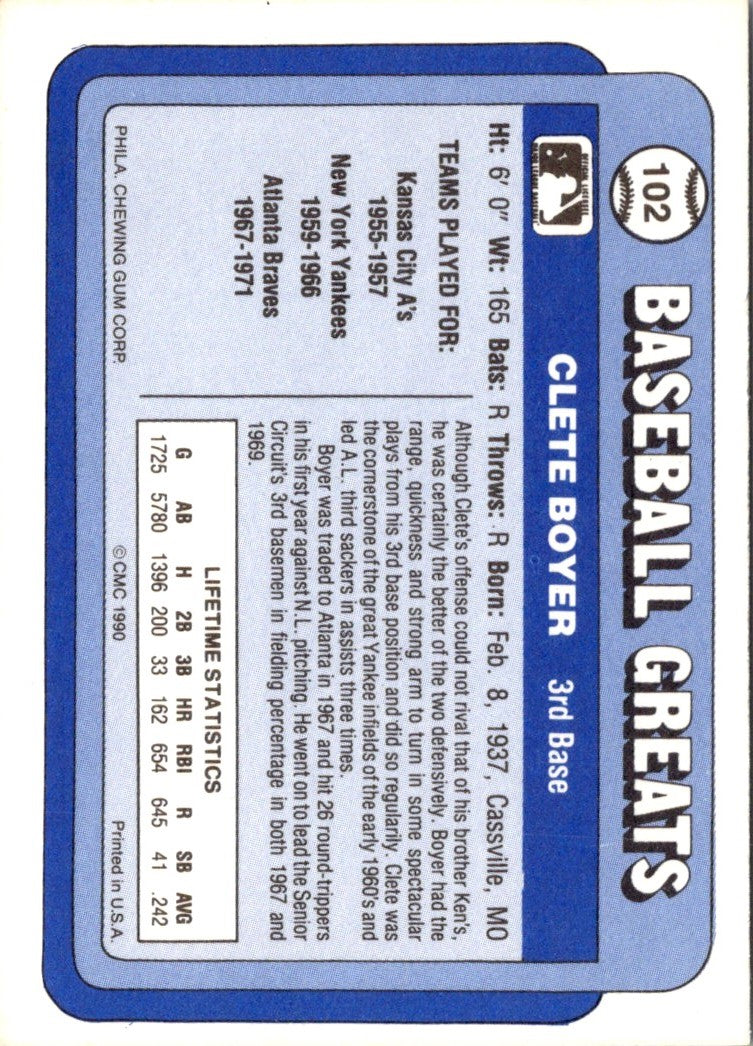 102
BASEBALL GREATS
CLETE BOYER 3rd Base
Ht: 6' 0" Wt: 165 Bats: R Throws: R Born: Feb. 8, 1937, Cassville, MO
TEAMS PLAYED FOR:
Kansas City A's
1955-1957
New York Yankees
1959-1966
Atlanta Braves
1967-1971
Although Clete's offense could not rival that of his brother Ken's,
he was certainly the better of the two defensively. Boyer had the
range, quickness and strong arm to turn in some spectacular
plays from his 3rd base position and did so regularly. Clete was
the cornerstone of the great Yankee infields of the early 1960's and
led A.L. third sackers in assists three times.
Boyer was traded to Atlanta in 1967 and hit 26 round-trippers
in his first year against N.L. pitching. He went on to lead the Senior
Circuit's 3rd basemen in fielding percentage in both 1967 and
1969.
LIFETIME STATISTICS
G AB H 2B 3B HR RBI R SB AVG
1725 5780 1396 200 33 162 654 645 41 .242
PHILA. CHEWING GUM CORP. ©CMC 1990 Printed in U.S.A.